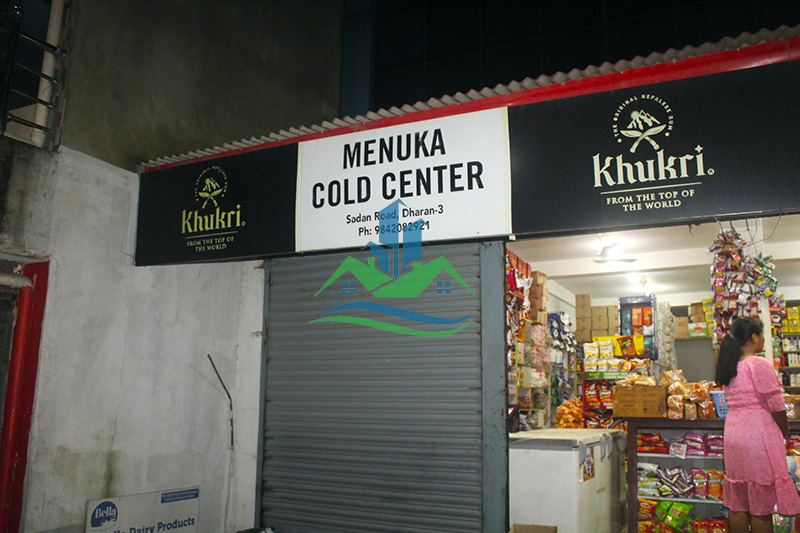 Khukri
FROM THE TOP OF
THE WORLD
MENUKA
COLD CENTER
Sadan Road, Dharan-3
Ph: 9842082921
THE ORIGINAL NEPALESE RUM
Khukri
FROM THE TOP OF
THE WORLD
Bella
Dairy Products